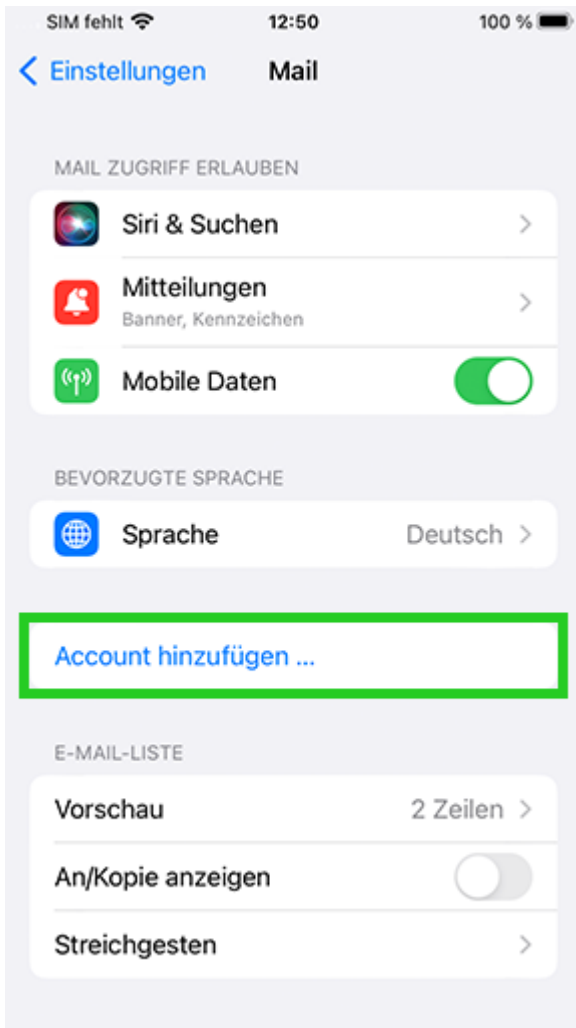 SIM fehlt 12:50 100 %
Einstellungen Mail
MAIL ZUGRIFF ERLAUBEN
Siri & Suchen
Mitteilungen
Banner, Kennzeichen
Mobile Daten
BEVORZUGTE SPRACHE
Sprache Deutsch
Account hinzufügen ...
E-MAIL-LISTE
Vorschau 2 Zeilen
An/Kopie anzeigen
Streichgesten